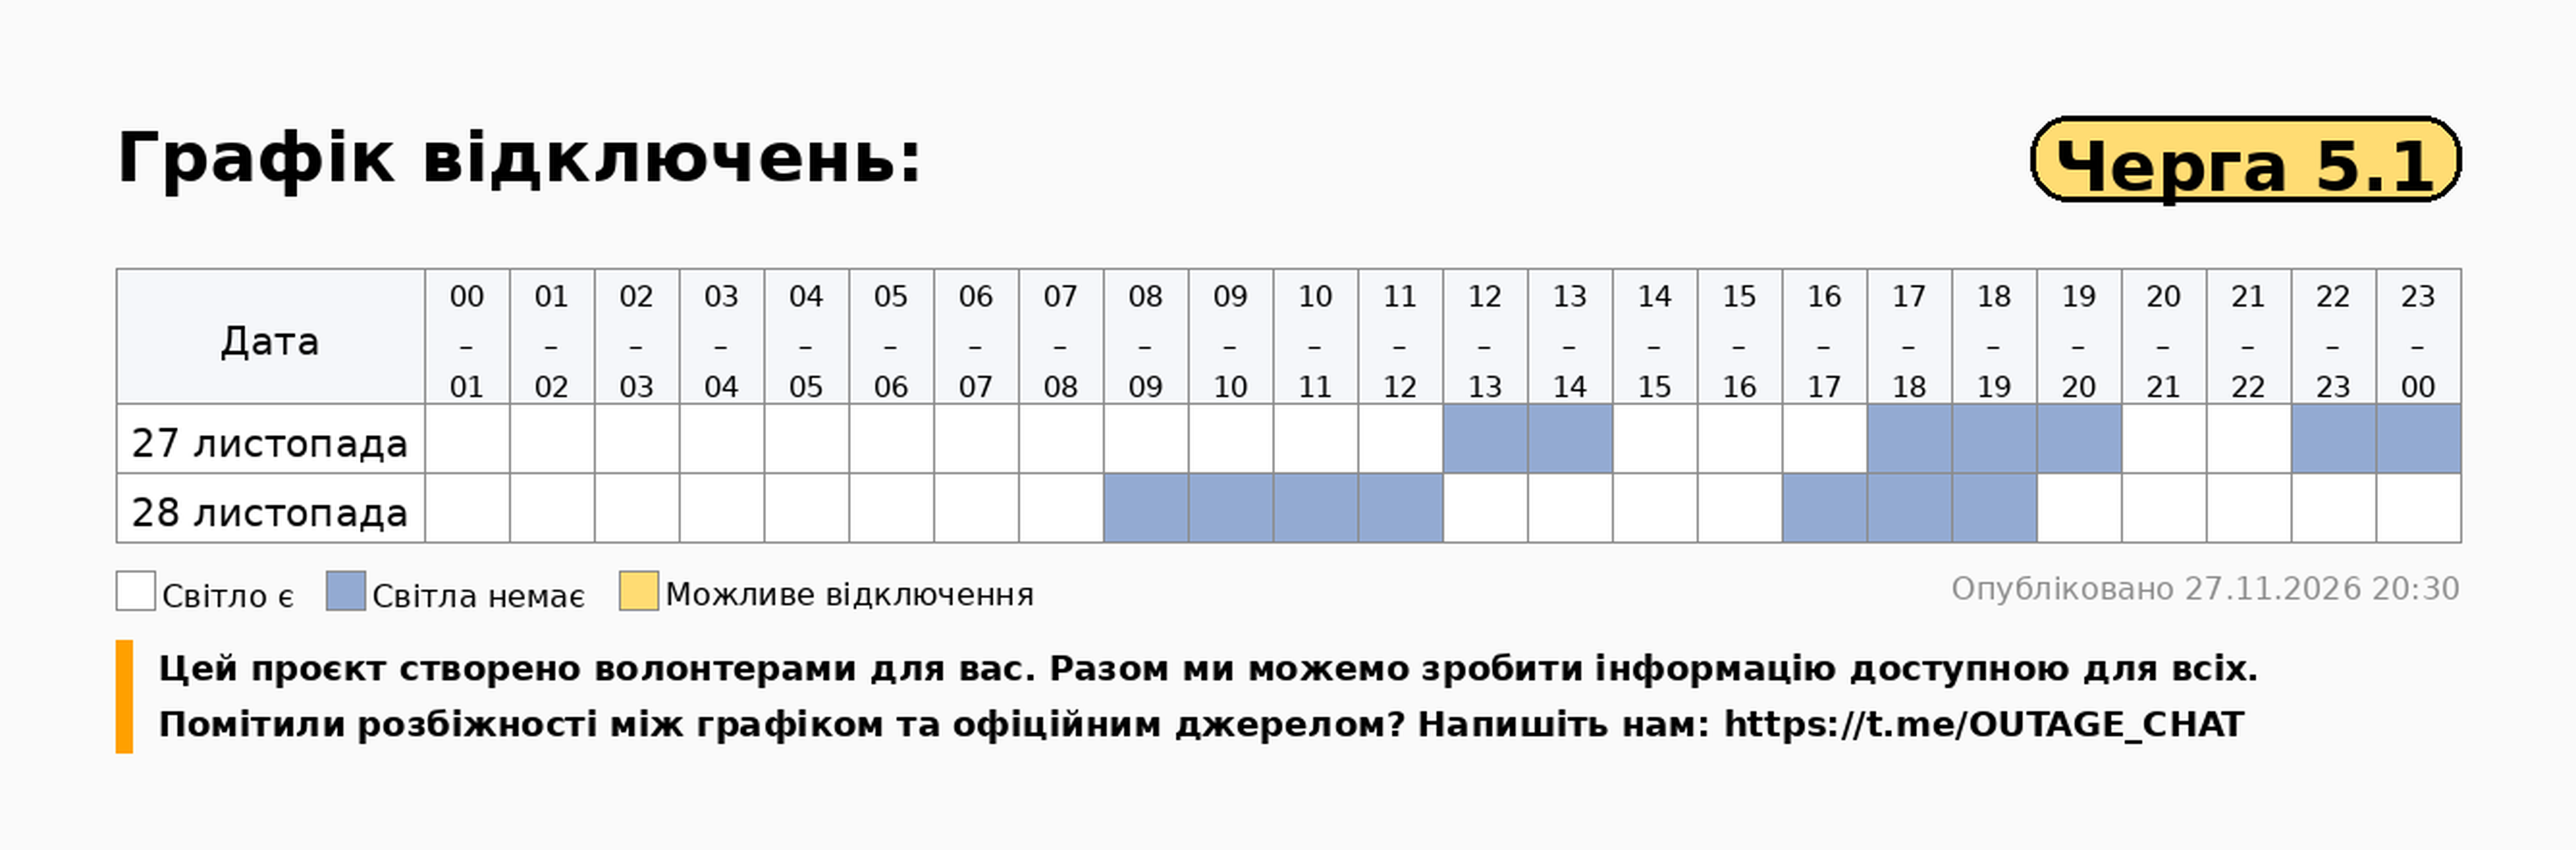 Графік відключень:
Черга 5.1
Дата
00 – 01
01 – 02
02 – 03
03 – 04
04 – 05
05 – 06
06 – 07
07 – 08
08 – 09
09 – 10
10 – 11
11 – 12
12 – 13
13 – 14
14 – 15
15 – 16
16 – 17
17 – 18
18 – 19
19 – 20
20 – 21
21 – 22
22 – 23
23 – 00
27 листопада
28 листопада
Світло є
Світла немає
Можливе відключення
Опубліковано 27.11.2026 20:30
Цей проєкт створено волонтерами для вас. Разом ми можемо зробити інформацію доступною для всіх.
Помітили розбіжності між графіком та офіційним джерелом? Напишіть нам: https://t.me/OUTAGE_CHAT